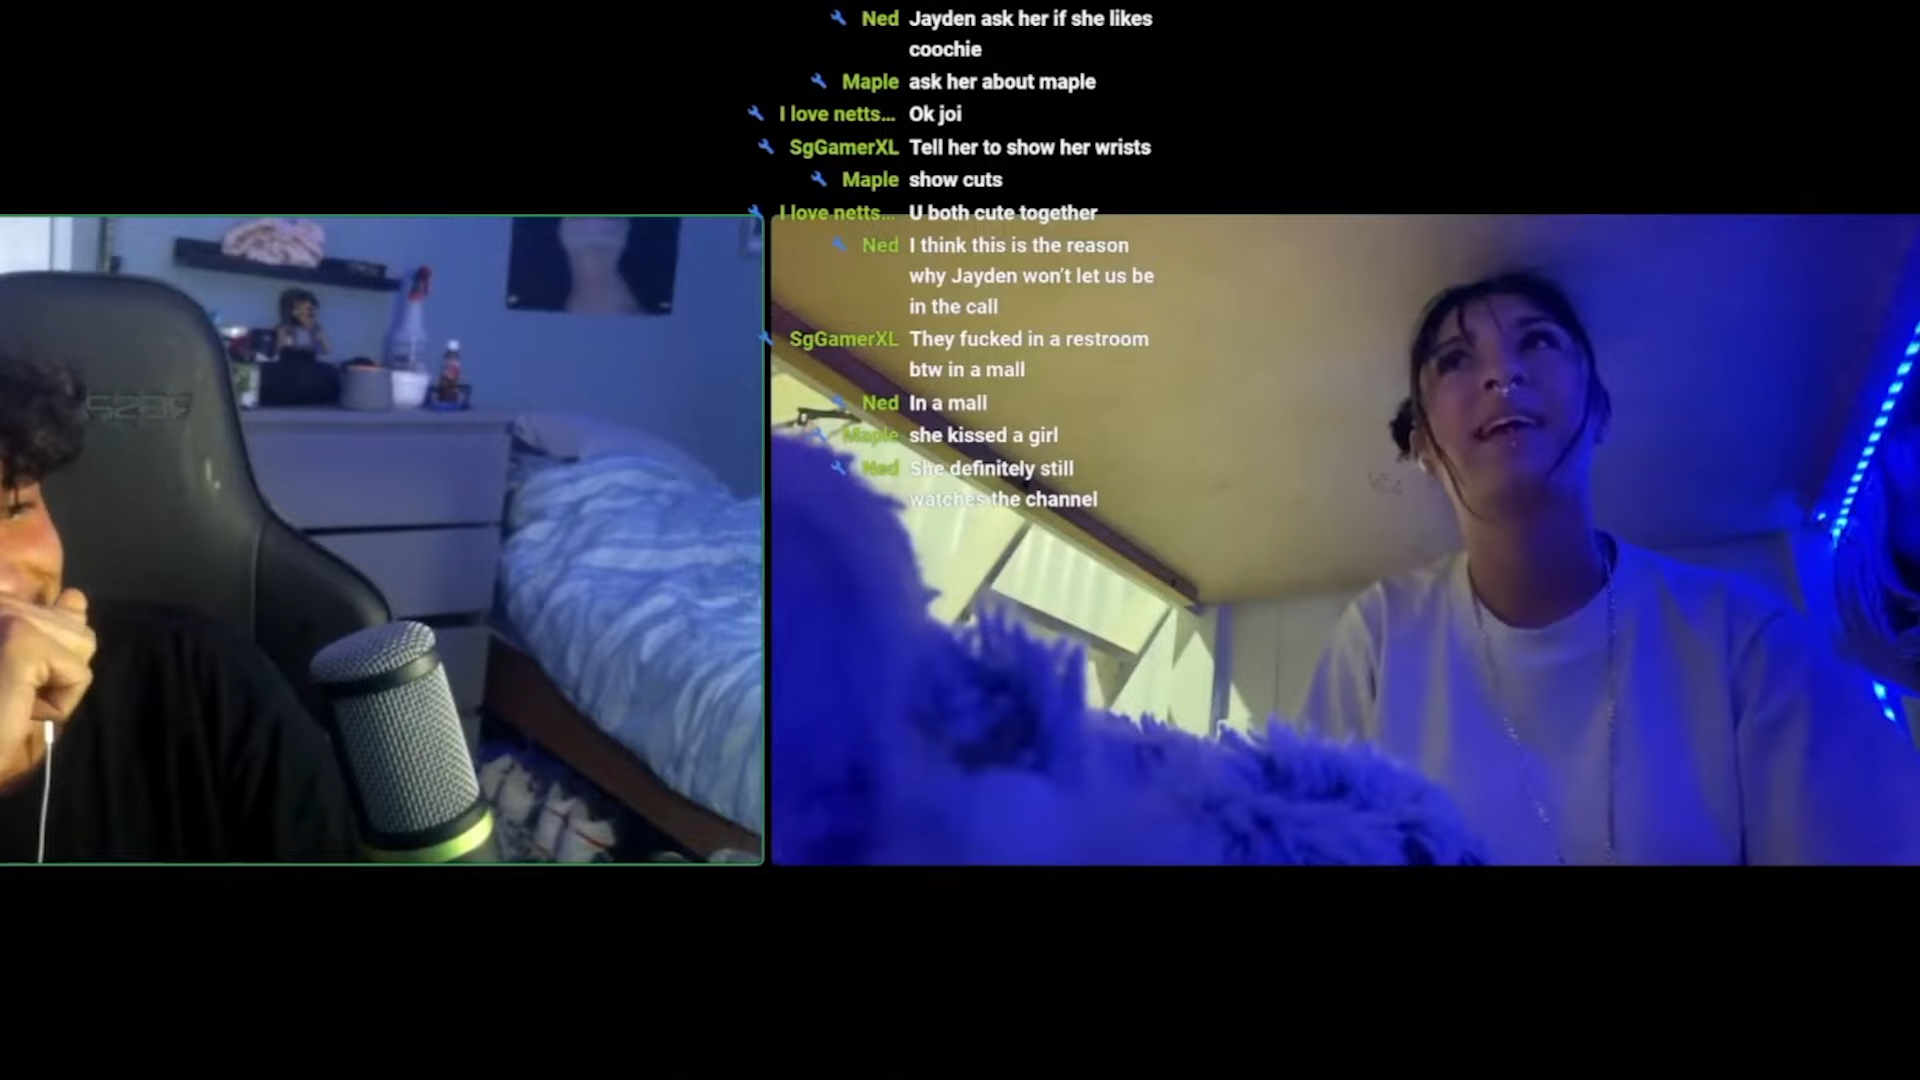 Ned Jayden ask her if she likes
coochie
Maple ask her about maple
I love netts... Ok joi
SgGamerXL Tell her to show her wrists
Maple show cuts
I love netts... U both cute together
Ned I think this is the reason
why Jayden won't let us be
in the call
SgGamerXL They fucked in a restroom
btw in a mall
Ned In a mall
Maple she kissed a girl
Ned She definitely still
watches the channel